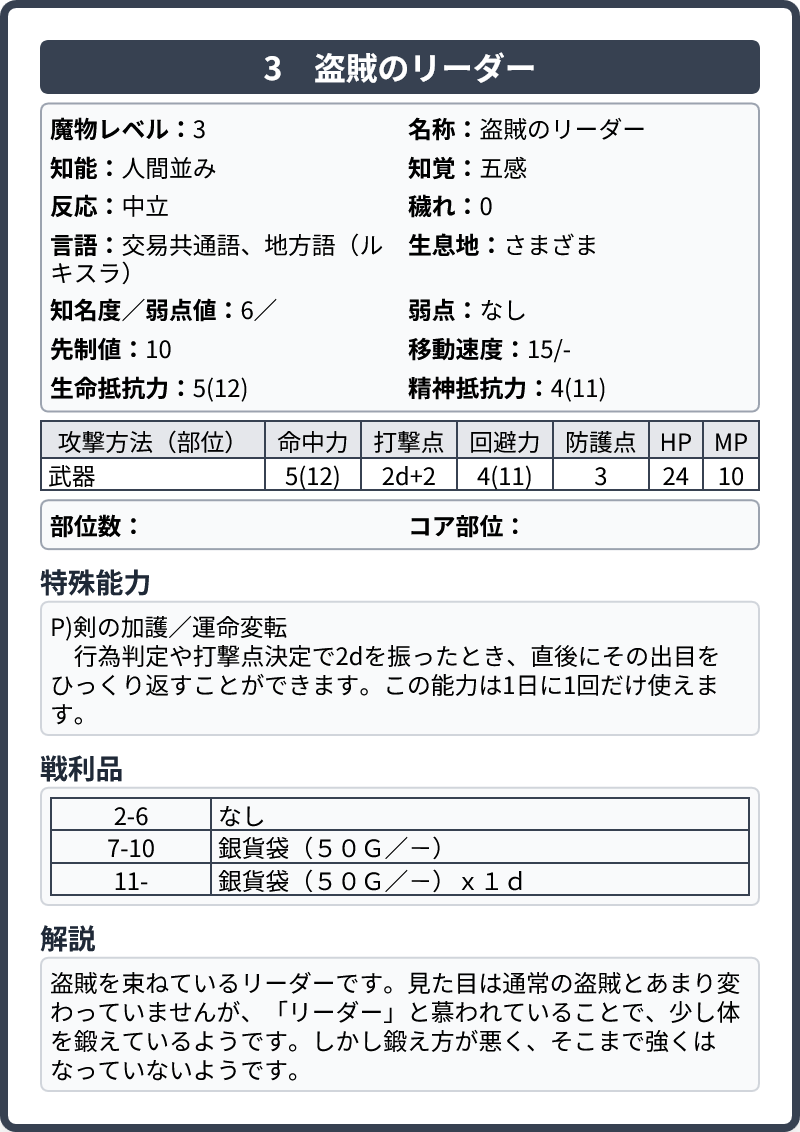 3　盗賊のリーダー
魔物レベル：3
名称：盗賊のリーダー
知能：人間並み
知覚：五感
反応：中立
穢れ：0
言語：交易共通語、地方語（ル
キスラ）
生息地：さまざま
知名度／弱点値：6／
弱点：なし
先制値：10
移動速度：15/-
生命抵抗力：5(12)
精神抵抗力：4(11)
攻撃方法（部位） 命中力 打撃点 回避力 防護点 HP MP
武器 5(12) 2d+2 4(11) 3 24 10
部位数：
コア部位：
特殊能力
P)剣の加護／運命変転
　行為判定や打撃点決定で2dを振ったとき、直後にその出目を
ひっくり返すことができます。この能力は1日に1回だけ使えま
す。
戦利品
2-6 なし
7-10 銀貨袋（５０Ｇ／－）
11- 銀貨袋（５０Ｇ／－）ｘ１ｄ
解説
盗賊を束ねているリーダーです。見た目は通常の盗賊とあまり変
わっていませんが、「リーダー」と慕われていることで、少し体
を鍛えているようです。しかし鍛え方が悪く、そこまで強くは
なっていないようです。